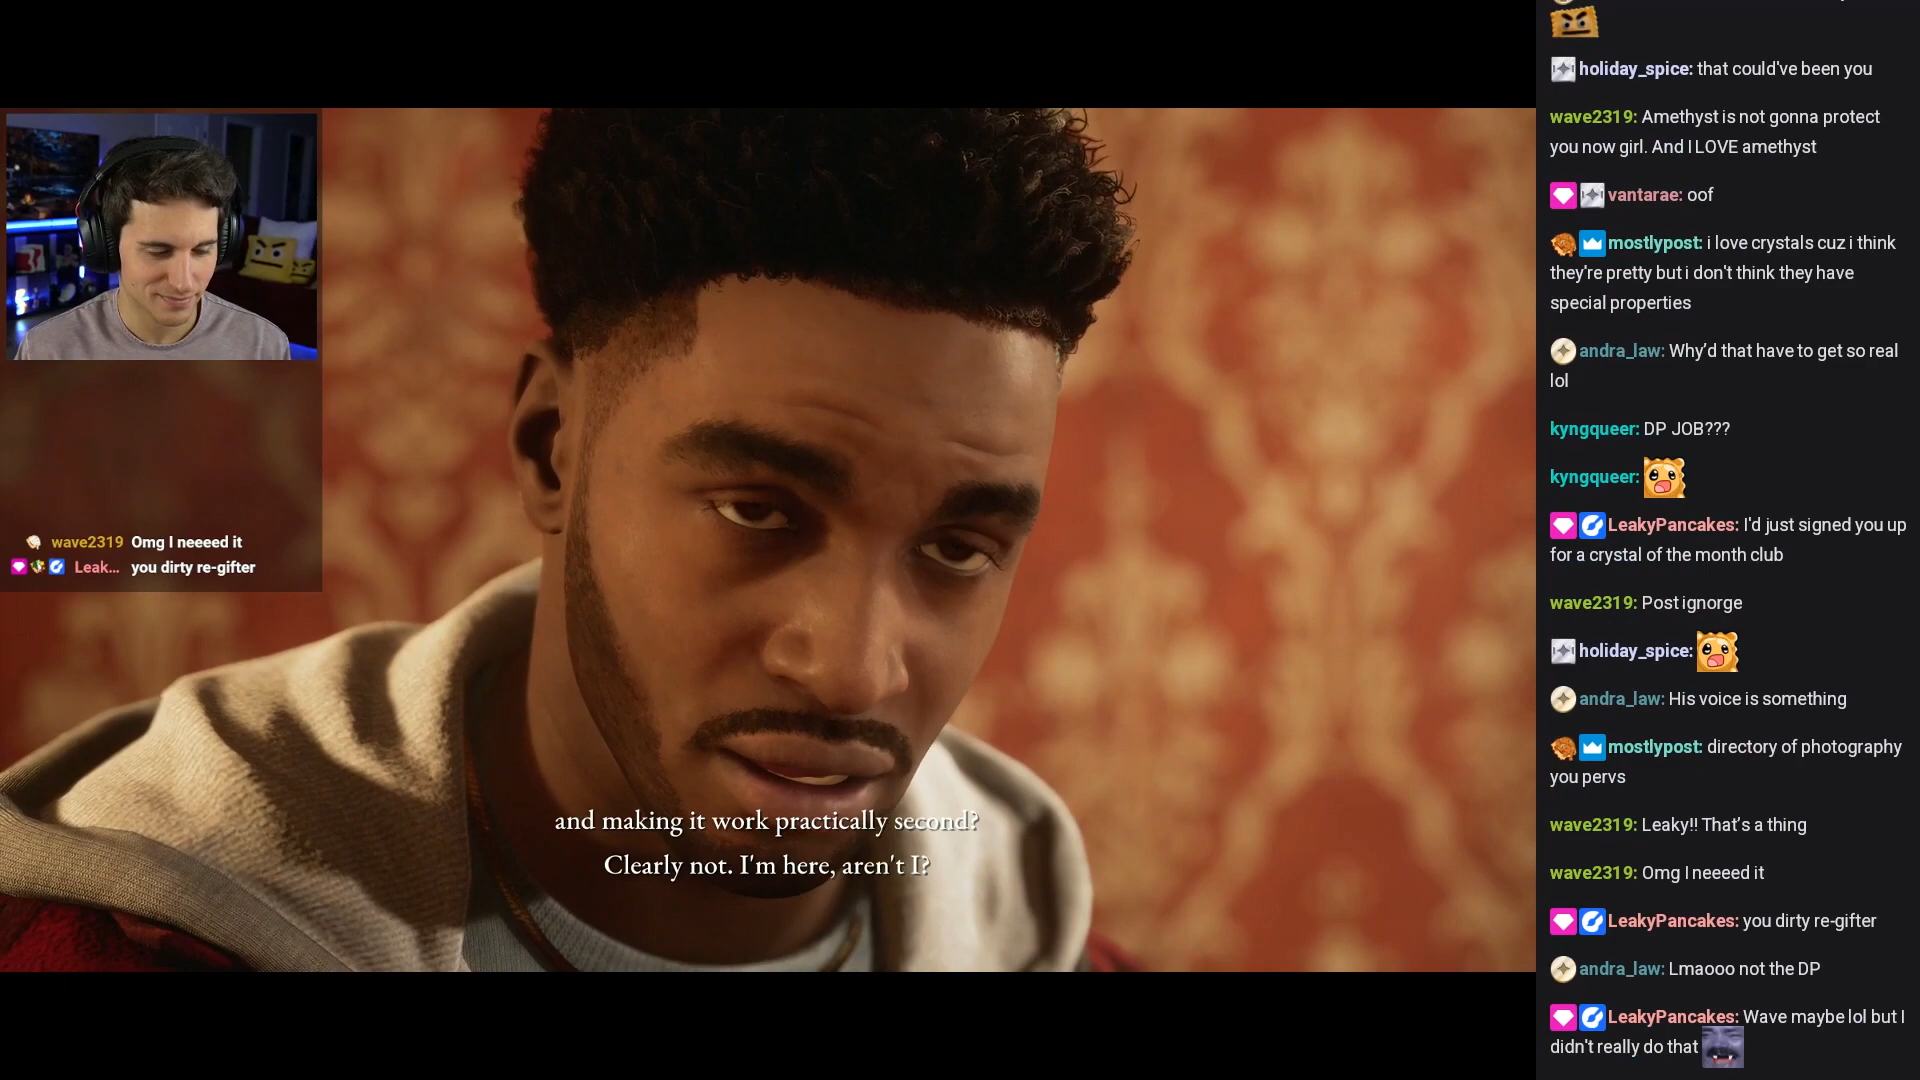 holiday_spice: that could've been you
wave2319: Amethyst is not gonna protect
you now girl. And I LOVE amethyst
vantarae: oof
mostlypost: i love crystals cuz i think
they're pretty but i don't think they have
special properties
andra_law: Why’d that have to get so real
lol
kyngqueer: DP JOB???
kyngqueer:
LeakyPancakes: I'd just signed you up
for a crystal of the month club
wave2319: Post ignorge
holiday_spice:
andra_law: His voice is something
mostlypost: directory of photography
you pervs
wave2319: Leaky!! That’s a thing
wave2319: Omg I neeeed it
LeakyPancakes: you dirty re-gifter
andra_law: Lmaooo not the DP
LeakyPancakes: Wave maybe lol but I
didn't really do that
wave2319 Omg I neeeed it
Leak... you dirty re-gifter
and making it work practically second?
Clearly not. I'm here, aren't I?